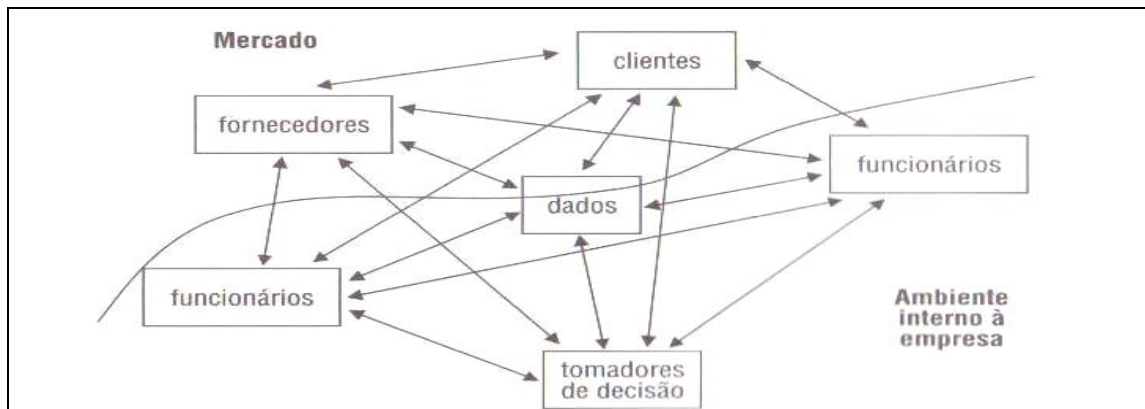 Mercado
clientes
fornecedores
funcionários
dados
funcionários
Ambiente
interno à
empresa
tomadores
de decisão